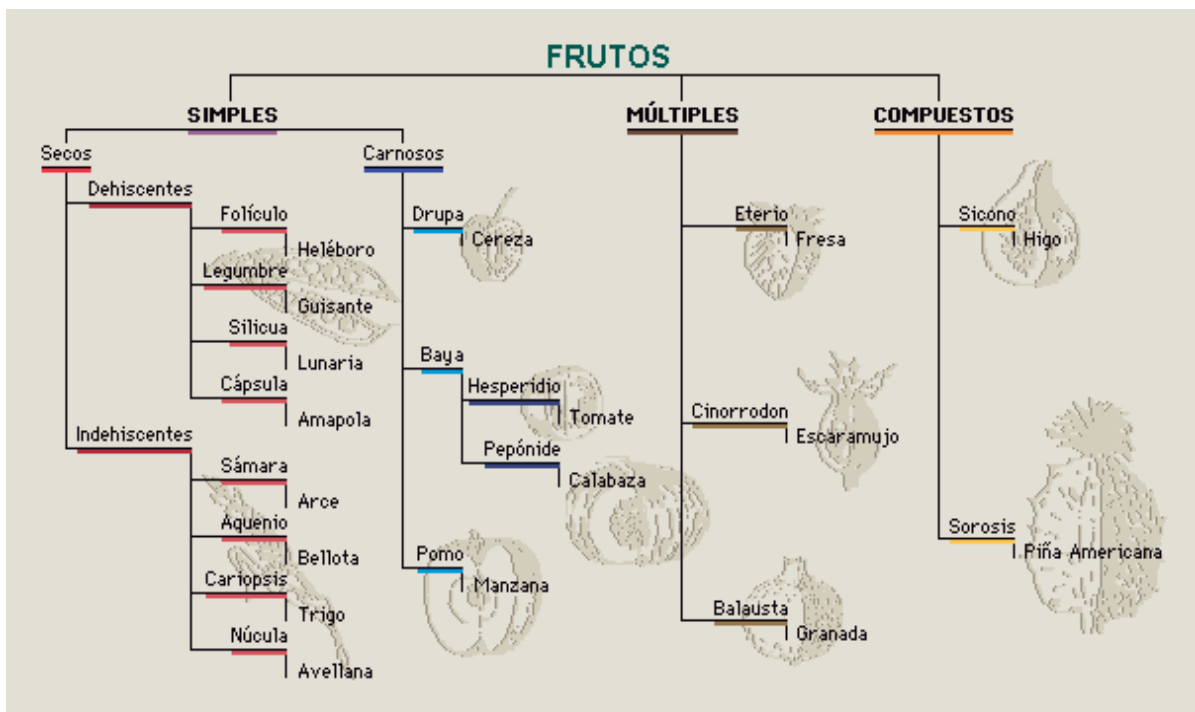 FRUTOS
SIMPLES
MÚLTIPLES
COMPUESTOS
Secos
Dehiscentes
Folículo
Heléboro
Legumbre
Guisante
Silicua
Lunaria
Cápsula
Amapola
Indehiscentes
Sámara
Arce
Aquenio
Bellota
Cariopsis
Trigo
Núcula
Avellana
Carnosos
Drupa
Cereza
Baya
Hesperidio
Tomate
Pepónide
Calabaza
Pomo
Manzana
Eterio
Fresa
Cinorrodon
Escaramujo
Balausta
Granada
Sicono
Higo
Sorosis
Piña Americana